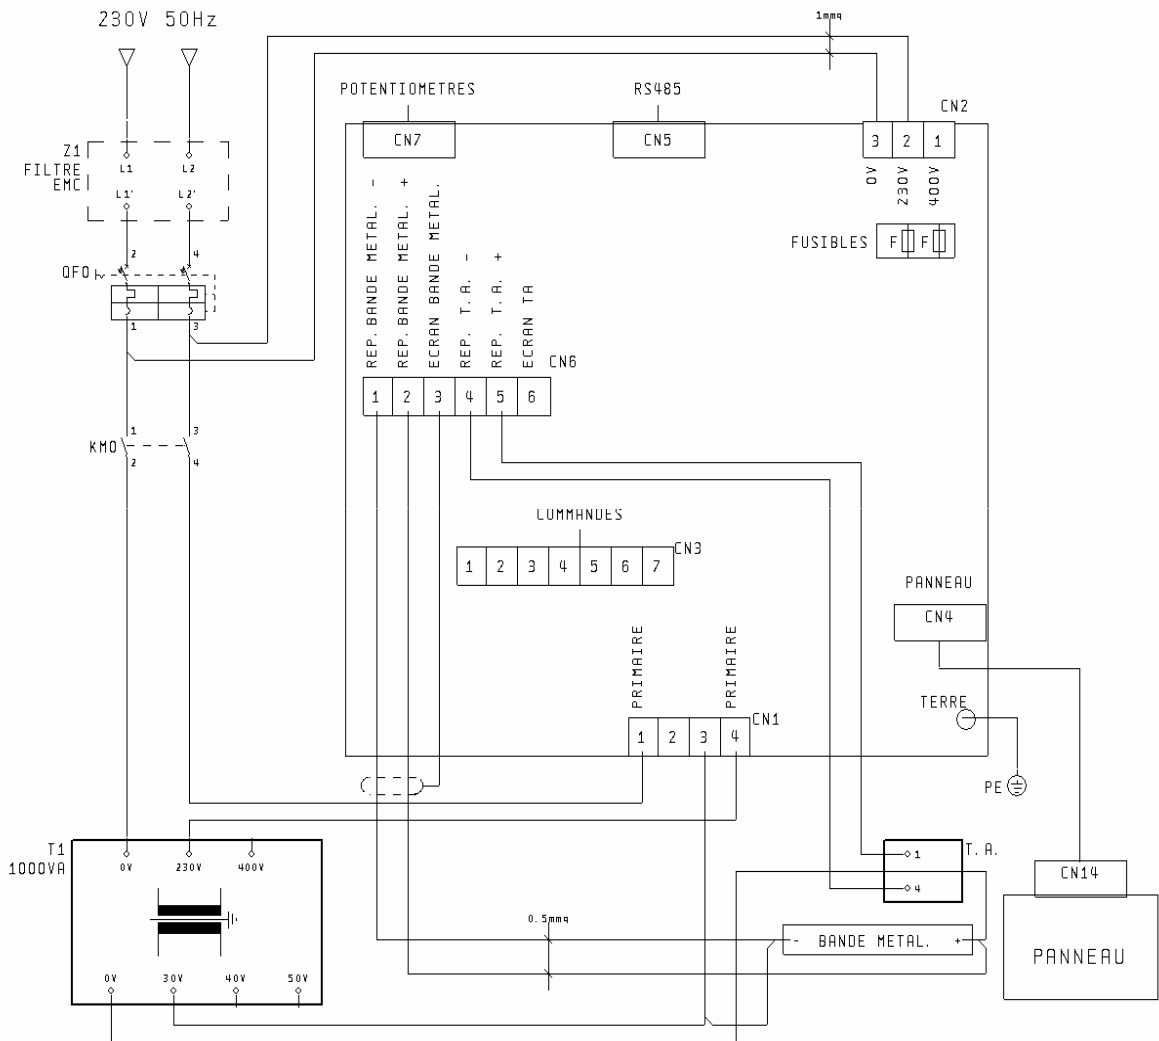 230V 50Hz
1mmq
POTENTIOMETRES
RS485
CN2
CN7
CN5
3 2 1
0V
230V
400V
Z1
FILTRE
EMC
L1 L2
L1' L2'
REP. BANDE METAL. -
REP. BANDE METAL. +
ECRAN BANDE METAL.
REP. T.A. -
REP. T.A. +
ECRAN TA
FUSIBLES
F F
2 4
QF0
1 3
CN6
1 2 3 4 5 6
1 3
KM0
2 4
COMMANDES
CN3
1 2 3 4 5 6 7
PANNEAU
CN4
PRIMAIRE
PRIMAIRE
TERRE
CN1
1 2 3 4
PE
T1
1000VA
0V 230V 400V
1
T.A.
4
CN14
0.5mmq
- BANDE METAL. +
PANNEAU
0V 30V 40V 50V